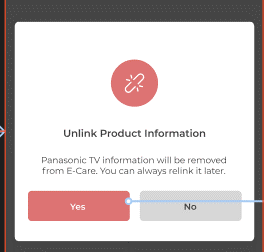 Unlink Product Information
Panasonic TV information will be removed
from E-Care. You can always relink it later.
Yes
No